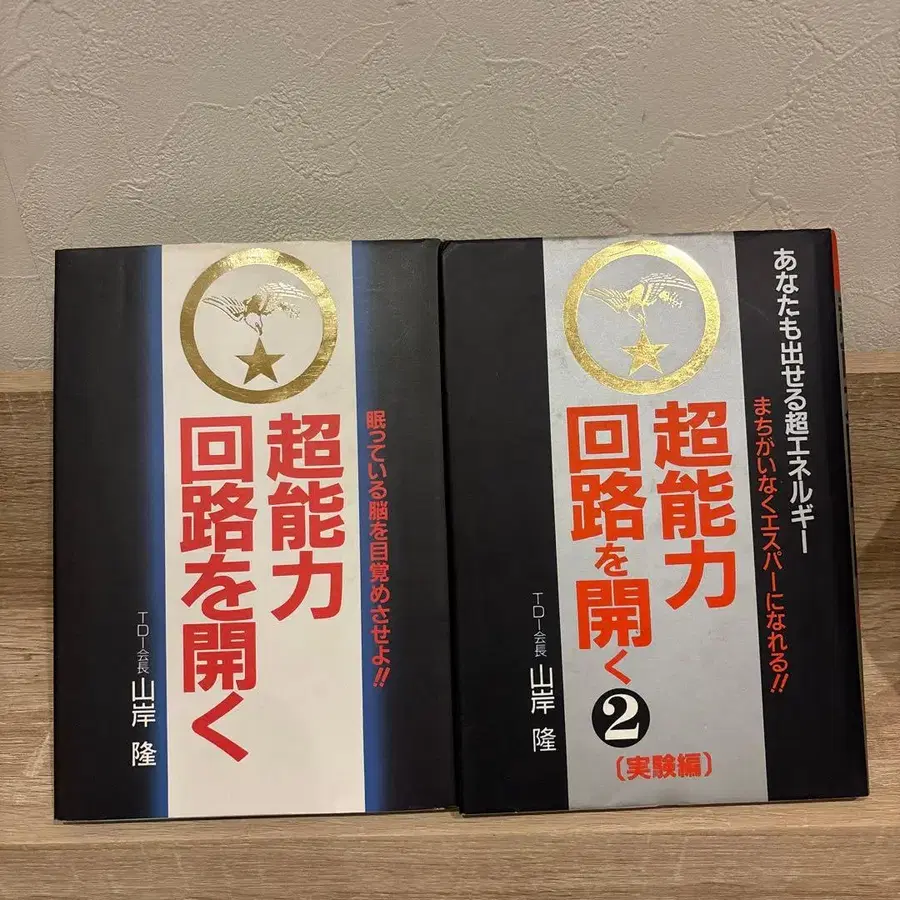 眠っている脳を目覚めさせよ!!
超能力
回路を開く
TDI会長 山岸 隆
あなたも出せる超エネルギー
まちがいなくエスパーになれる!!
超能力
回路を開く2
〔実験編〕
TDI会長 山岸 隆